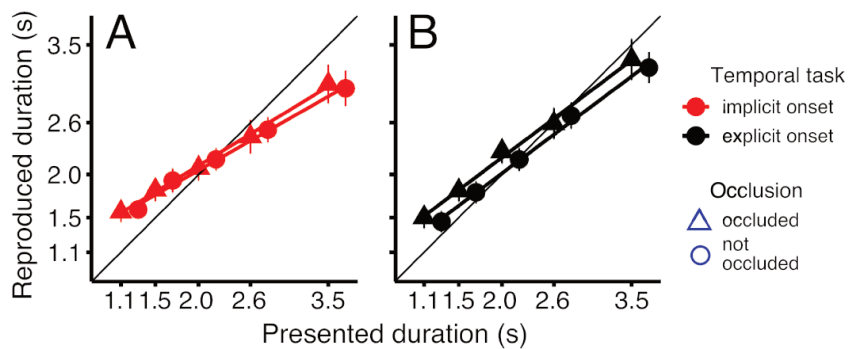 A
B
Reproduced duration (s)
3.5
2.6
2.0
1.5
1.1
1.1 1.5 2.0 2.6 3.5
1.1 1.5 2.0 2.6 3.5
Presented duration (s)
Temporal task
implicit onset
explicit onset
Occlusion
occluded
not
occluded